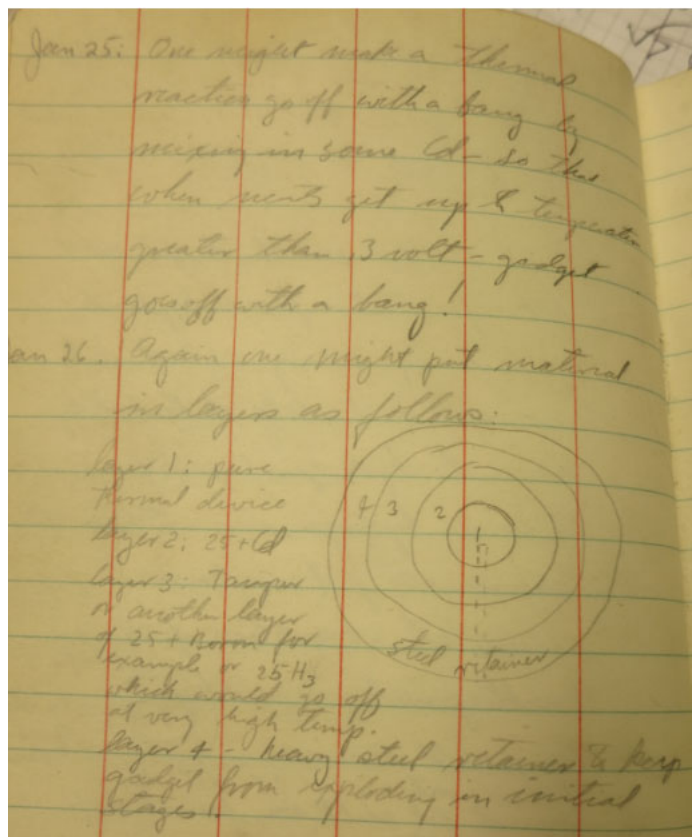 Jan 25: One might make a thermal
reaction go off with a bang by
mixing in some Cd - so that
when neuts get up to temperature
greater than .3 volt - gadget
goes off with a bang!
Jan 26. Again one might put material
in layers as follows:
layer 1: pure
thermal device
layer 2: 25+Cd
layer 3: Tamper
or another layer
of 25 + Boron for
example or 25H3
which would go off
at very high temp.
layer 4 - heavy steel retainer to keep
gadget from exploding in initial
stages.
4 3 2 1
steel retainer